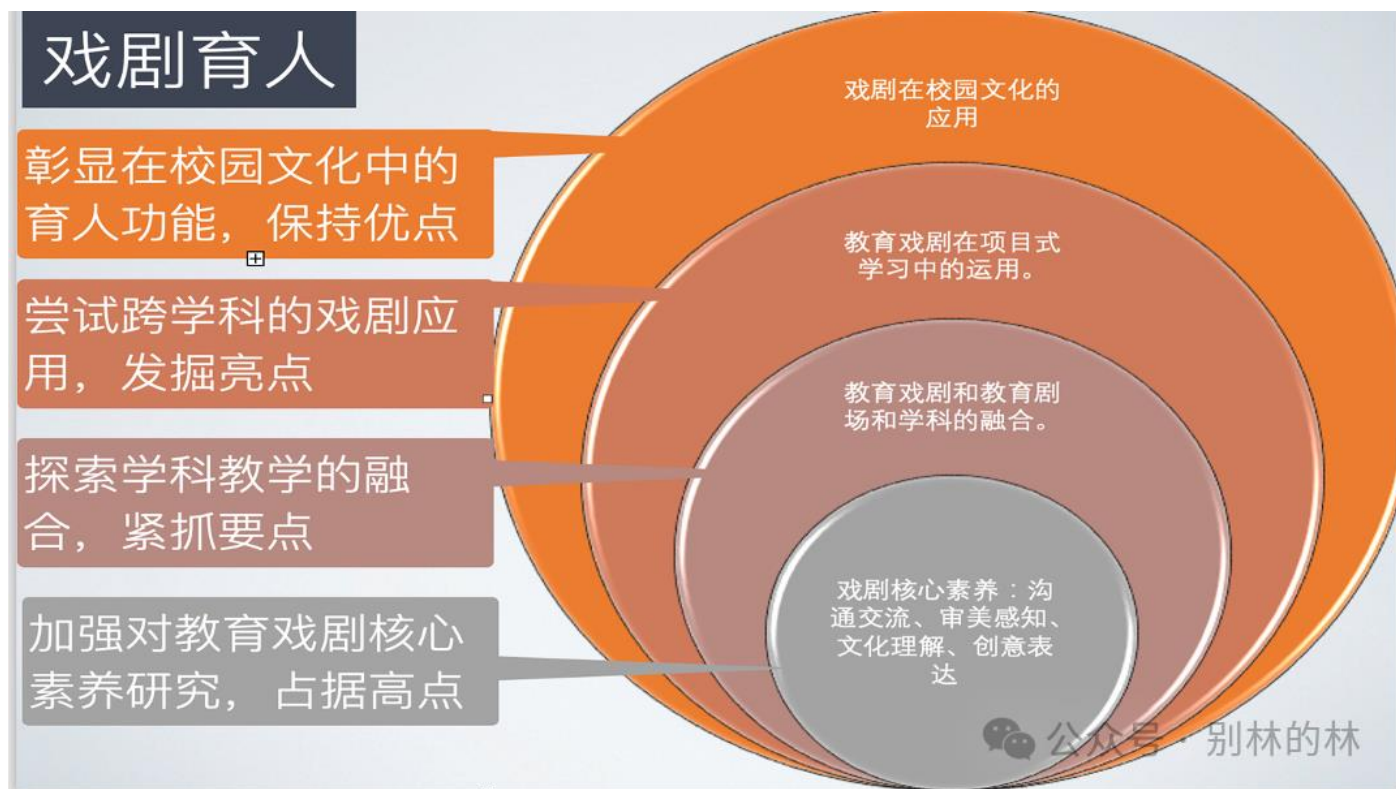 戏剧育人
彰显在校园文化中的
育人功能，保持优点
尝试跨学科的戏剧应
用，发掘亮点
探索学科教学的融
合，紧抓要点
加强对教育戏剧核心
素养研究，占据高点
戏剧在校园文化的
应用
教育戏剧在项目式
学习中的运用。
教育戏剧和教育剧
场和学科的融合。
戏剧核心素养：沟
通交流、审美感知、
文化理解、创意表
达
公众号·别林的林